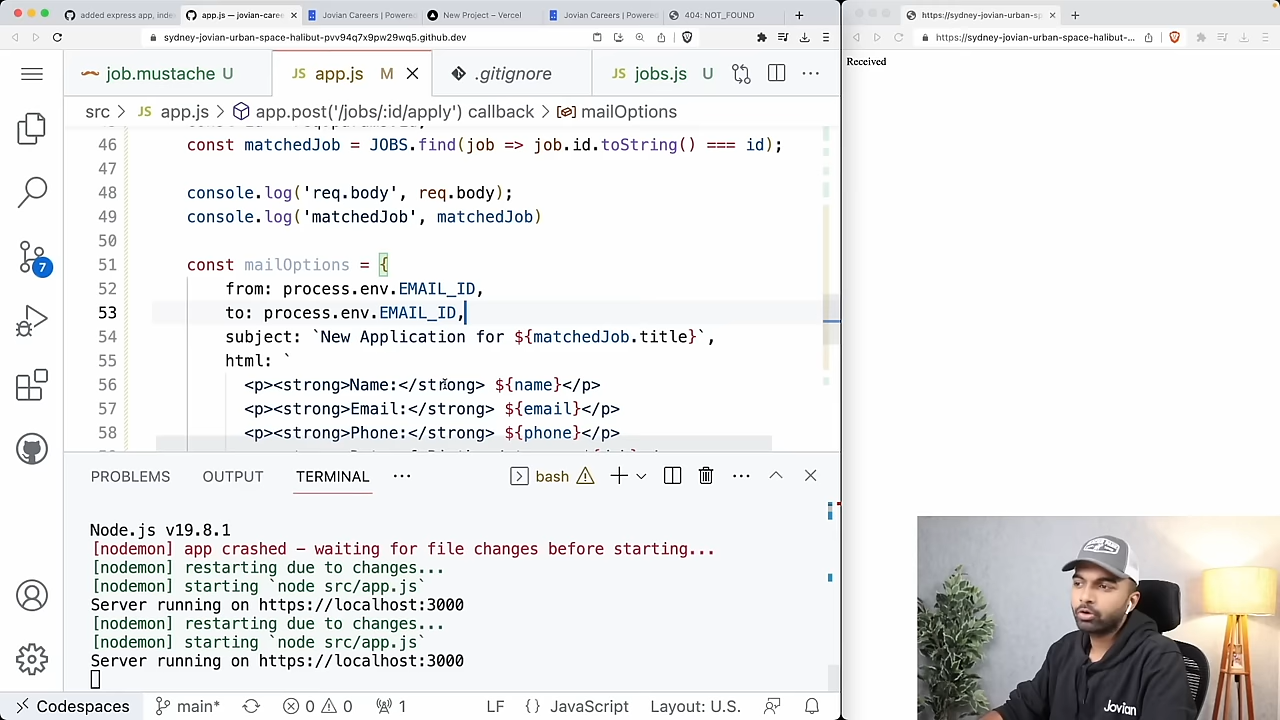 added express app, index
app.js — jovian-caree
Jovian Careers | Powered
New Project – Vercel
Jovian Careers | Powered
404: NOT_FOUND
https://sydney-jovian-urban-s
sydney-jovian-urban-space-halibut-pvv94q7x9pw29wq5.github.dev
https://sydney-jovian-urban-space-halibut-...
job.mustache U
JS app.js M
.gitignore
JS jobs.js U
Received
src > JS app.js > app.post('/jobs/:id/apply') callback > mailOptions
46 const matchedJob = JOBS.find(job => job.id.toString() === id);
47
48 console.log('req.body', req.body);
49 console.log('matchedJob', matchedJob)
50
51 const mailOptions = {
52 from: process.env.EMAIL_ID,
53 to: process.env.EMAIL_ID,
54 subject: `New Application for ${matchedJob.title}`,
55 html: `
56 <p><strong>Name:</strong> ${name}</p>
57 <p><strong>Email:</strong> ${email}</p>
58 <p><strong>Phone:</strong> ${phone}</p>
PROBLEMS OUTPUT TERMINAL ··· bash
Node.js v19.8.1
[nodemon] app crashed - waiting for file changes before starting...
[nodemon] restarting due to changes...
[nodemon] starting `node src/app.js`
Server running on https://localhost:3000
[nodemon] restarting due to changes...
[nodemon] starting `node src/app.js`
Server running on https://localhost:3000
7
Codespaces main* 0 0 1 LF {} JavaScript Layout: U.S.
Jovian